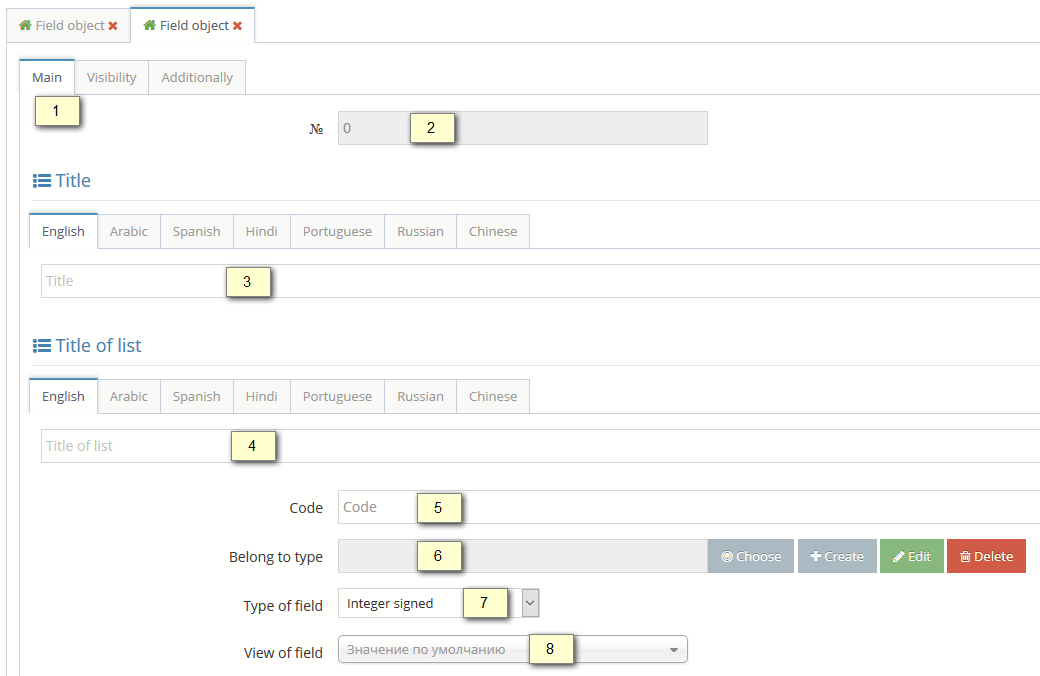 Field object Field object
Main Visibility Additionally
1
№ 0 2
Title
English Arabic Spanish Hindi Portuguese Russian Chinese
Title 3
Title of list
English Arabic Spanish Hindi Portuguese Russian Chinese
Title of list 4
Code Code 5
Belong to type 6 Choose Create Edit Delete
Type of field Integer signed 7
View of field Значение по умолчанию 8